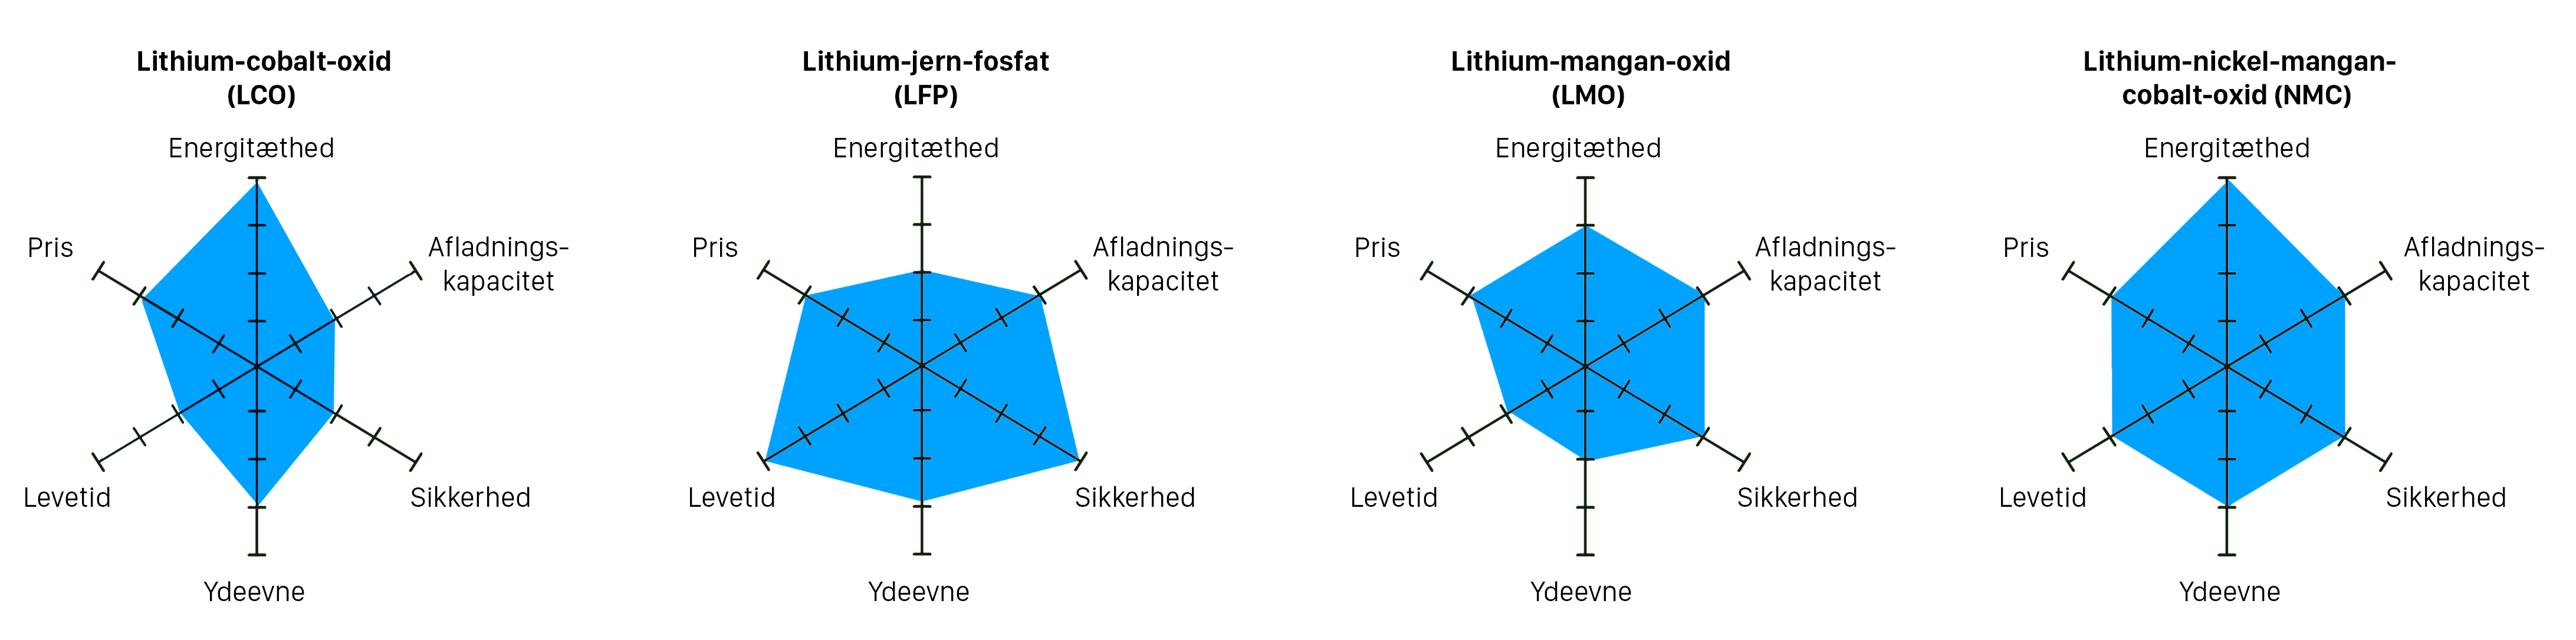 Lithium-cobalt-oxid
(LCO)
Energitæthed
Pris
Afladnings-
kapacitet
Levetid
Sikkerhed
Ydeevne
Lithium-jern-fosfat
(LFP)
Energitæthed
Pris
Afladnings-
kapacitet
Levetid
Sikkerhed
Ydeevne
Lithium-mangan-oxid
(LMO)
Energitæthed
Pris
Afladnings-
kapacitet
Levetid
Sikkerhed
Ydeevne
Lithium-nickel-mangan-
cobalt-oxid (NMC)
Energitæthed
Pris
Afladnings-
kapacitet
Levetid
Sikkerhed
Ydeevne